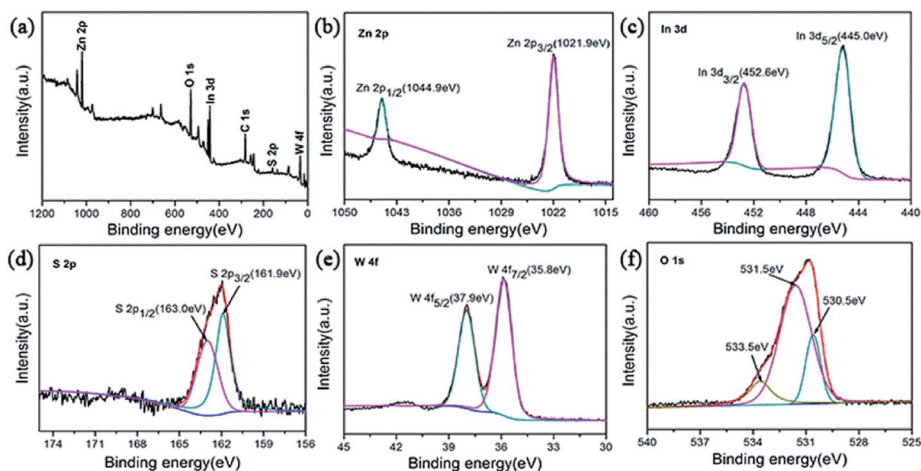 (a)
Zn 2p
O 1s
In 3d
C 1s
S 2p
W 4f
Intensity(a.u.)
1200 1000 800 600 400 200 0
Binding energy(eV)
(b)
Zn 2p
Zn 2p3/2(1021.9eV)
Zn 2p1/2(1044.9eV)
Intensity(a.u.)
1050 1043 1036 1029 1022 1015
Binding energy(eV)
(c)
In 3d
In 3d5/2(445.0eV)
In 3d3/2(452.6eV)
Intensity(a.u.)
460 456 452 448 444 440
Binding energy(eV)
(d)
S 2p
S 2p3/2(161.9eV)
S 2p1/2(163.0eV)
Intensity(a.u.)
174 171 168 165 162 159 156
Binding energy(eV)
(e)
W 4f
W 4f7/2(35.8eV)
W 4f5/2(37.9eV)
Intensity(a.u.)
45 42 39 36 33 30
Binding energy(eV)
(f)
O 1s
531.5eV
530.5eV
533.5eV
Intensity(a.u.)
540 537 534 531 528 525
Binding energy(eV)